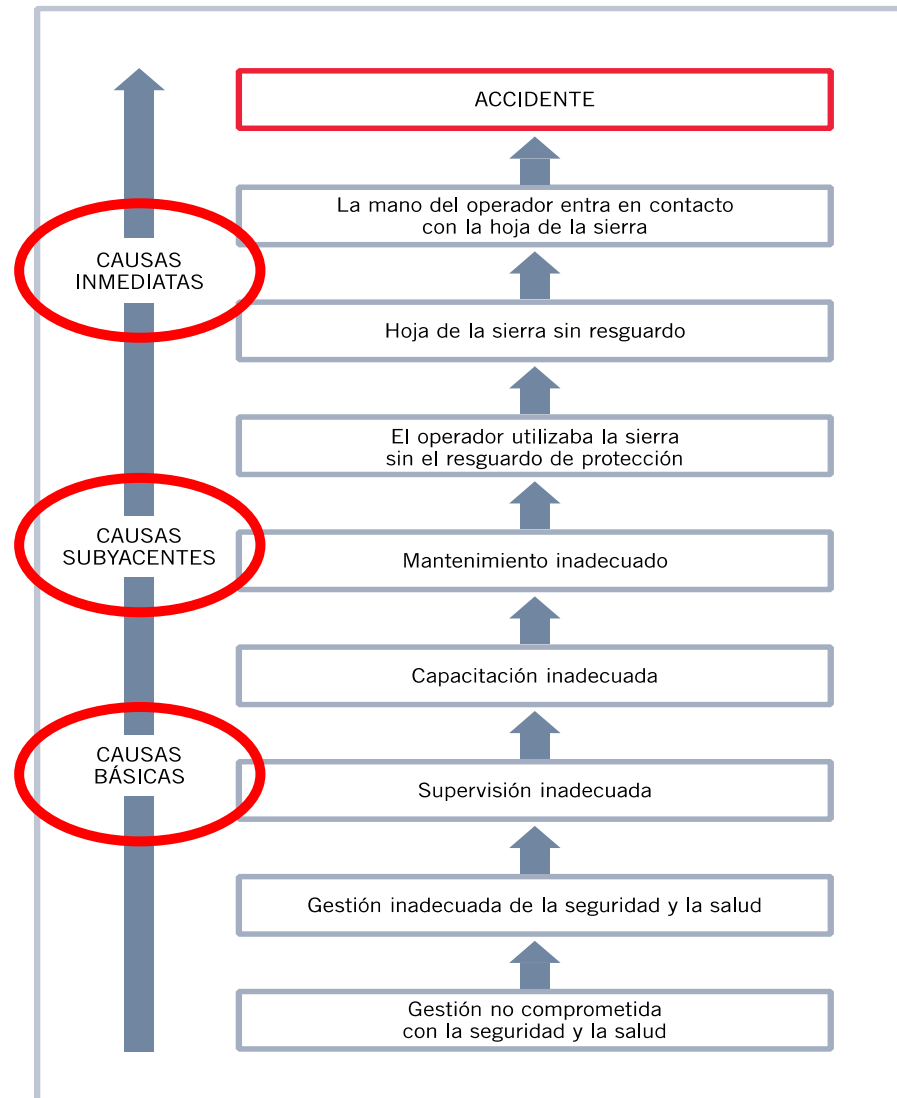 ACCIDENTE
La mano del operador entra en contacto
con la hoja de la sierra
CAUSAS
INMEDIATAS
Hoja de la sierra sin resguardo
El operador utilizaba la sierra
sin el resguardo de protección
CAUSAS
SUBYACENTES
Mantenimiento inadecuado
Capacitación inadecuada
CAUSAS
BÁSICAS
Supervisión inadecuada
Gestión inadecuada de la seguridad y la salud
Gestión no comprometida
con la seguridad y la salud